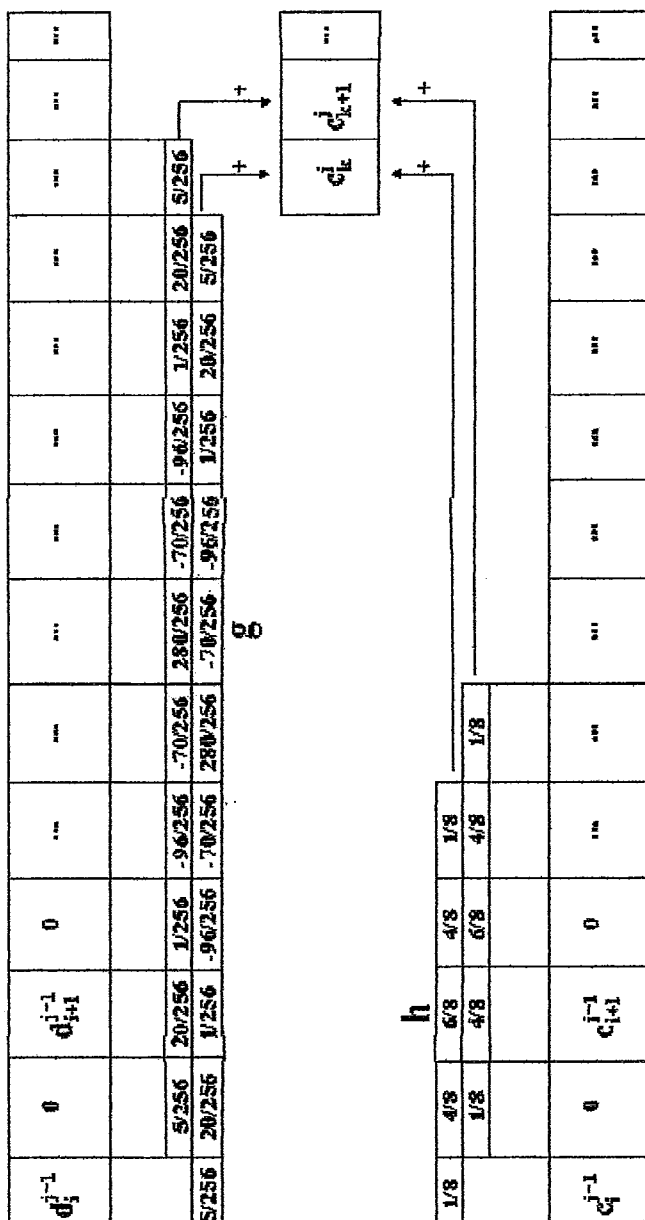 d_i^{j-1} 0 d_{i+1}^{j-1} 0 ... ... ... ... ... ... ... ... ... ...
5/256 20/256 1/256 -96/256 -70/256 280/256 -70/256 -96/256 1/256 20/256 5/256
5/256 20/256 1/256 -96/256 -70/256 280/256 -70/256 -96/256 1/256 20/256 5/256
g
+ +
c_k^j c_{k+1}^j ...
+ +
h
1/8 4/8 6/8 4/8 1/8
1/8 4/8 6/8 4/8 1/8
c_i^{j-1} 0 c_{i+1}^{j-1} 0 ... ... ... ... ... ... ... ... ... ...